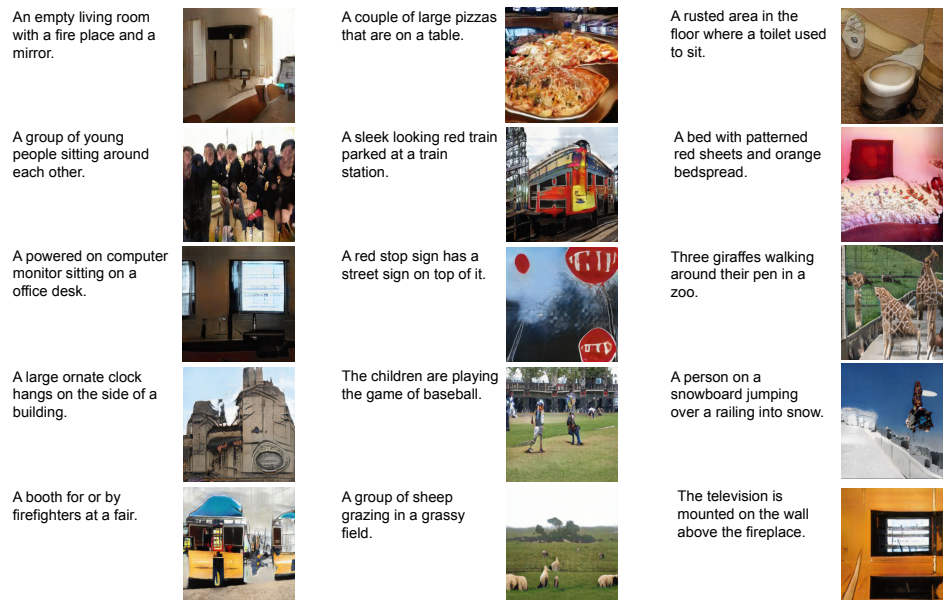 An empty living room
with a fire place and a
mirror.
A couple of large pizzas
that are on a table.
A rusted area in the
floor where a toilet used
to sit.
A group of young
people sitting around
each other.
A sleek looking red train
parked at a train
station.
A bed with patterned
red sheets and orange
bedspread.
A powered on computer
monitor sitting on a
office desk.
A red stop sign has a
street sign on top of it.
Three giraffes walking
around their pen in a
zoo.
A large ornate clock
hangs on the side of a
building.
The children are playing
the game of baseball.
A person on a
snowboard jumping
over a railing into snow.
A booth for or by
firefighters at a fair.
A group of sheep
grazing in a grassy
field.
The television is
mounted on the wall
above the fireplace.